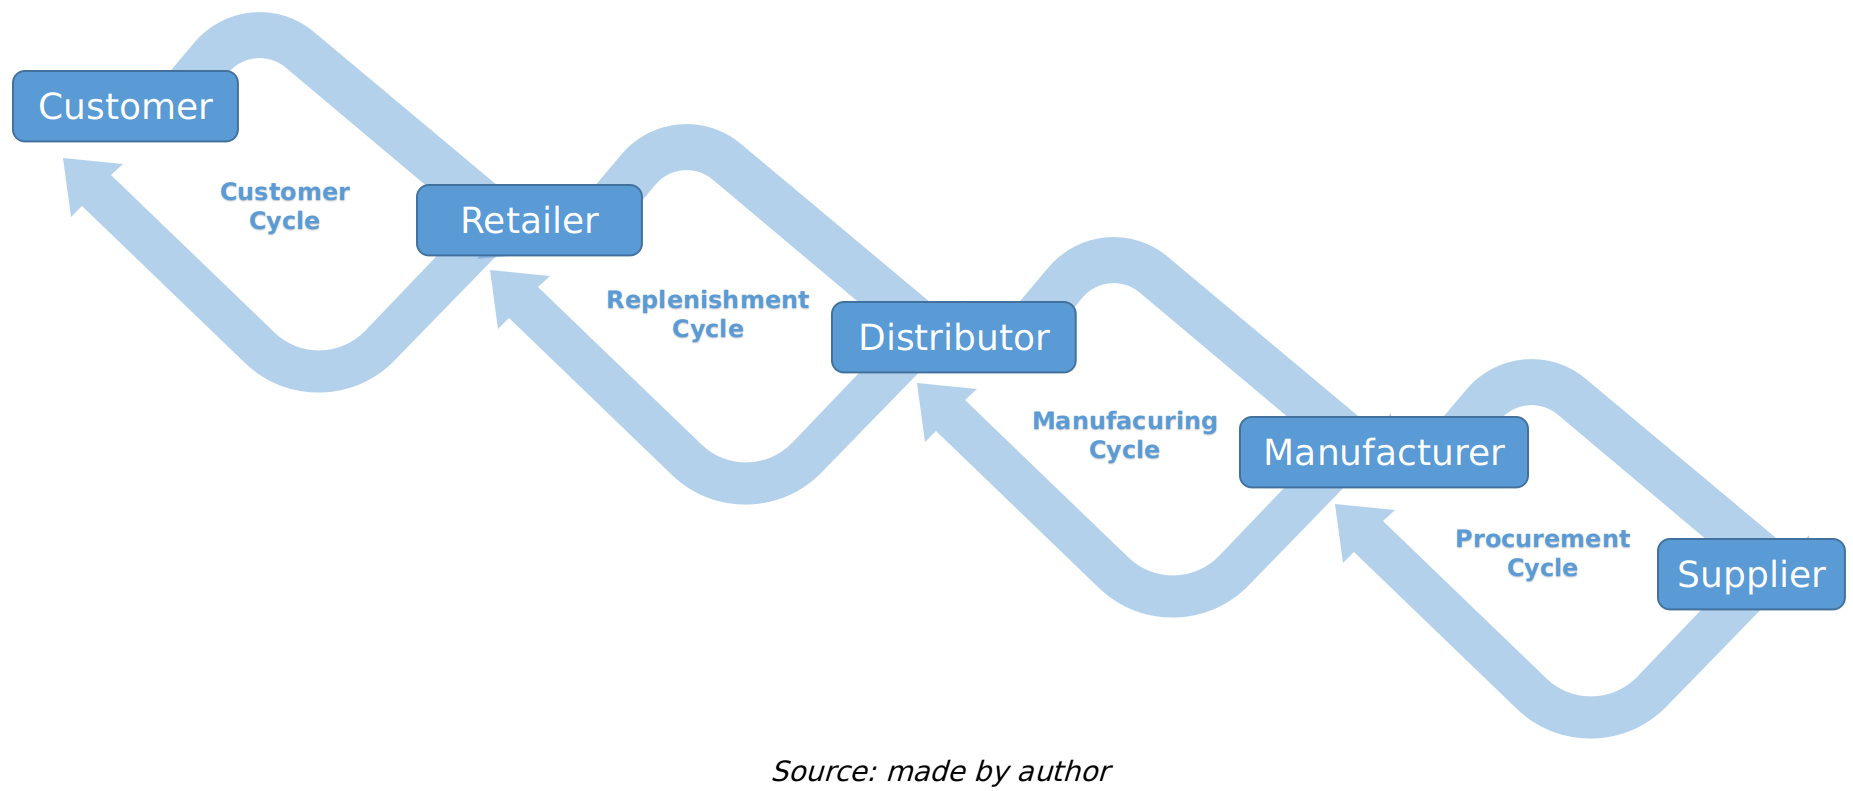 Customer
Customer
Cycle
Retailer
Replenishment
Cycle
Distributor
Manufacuring
Cycle
Manufacturer
Procurement
Cycle
Supplier
Source: made by author